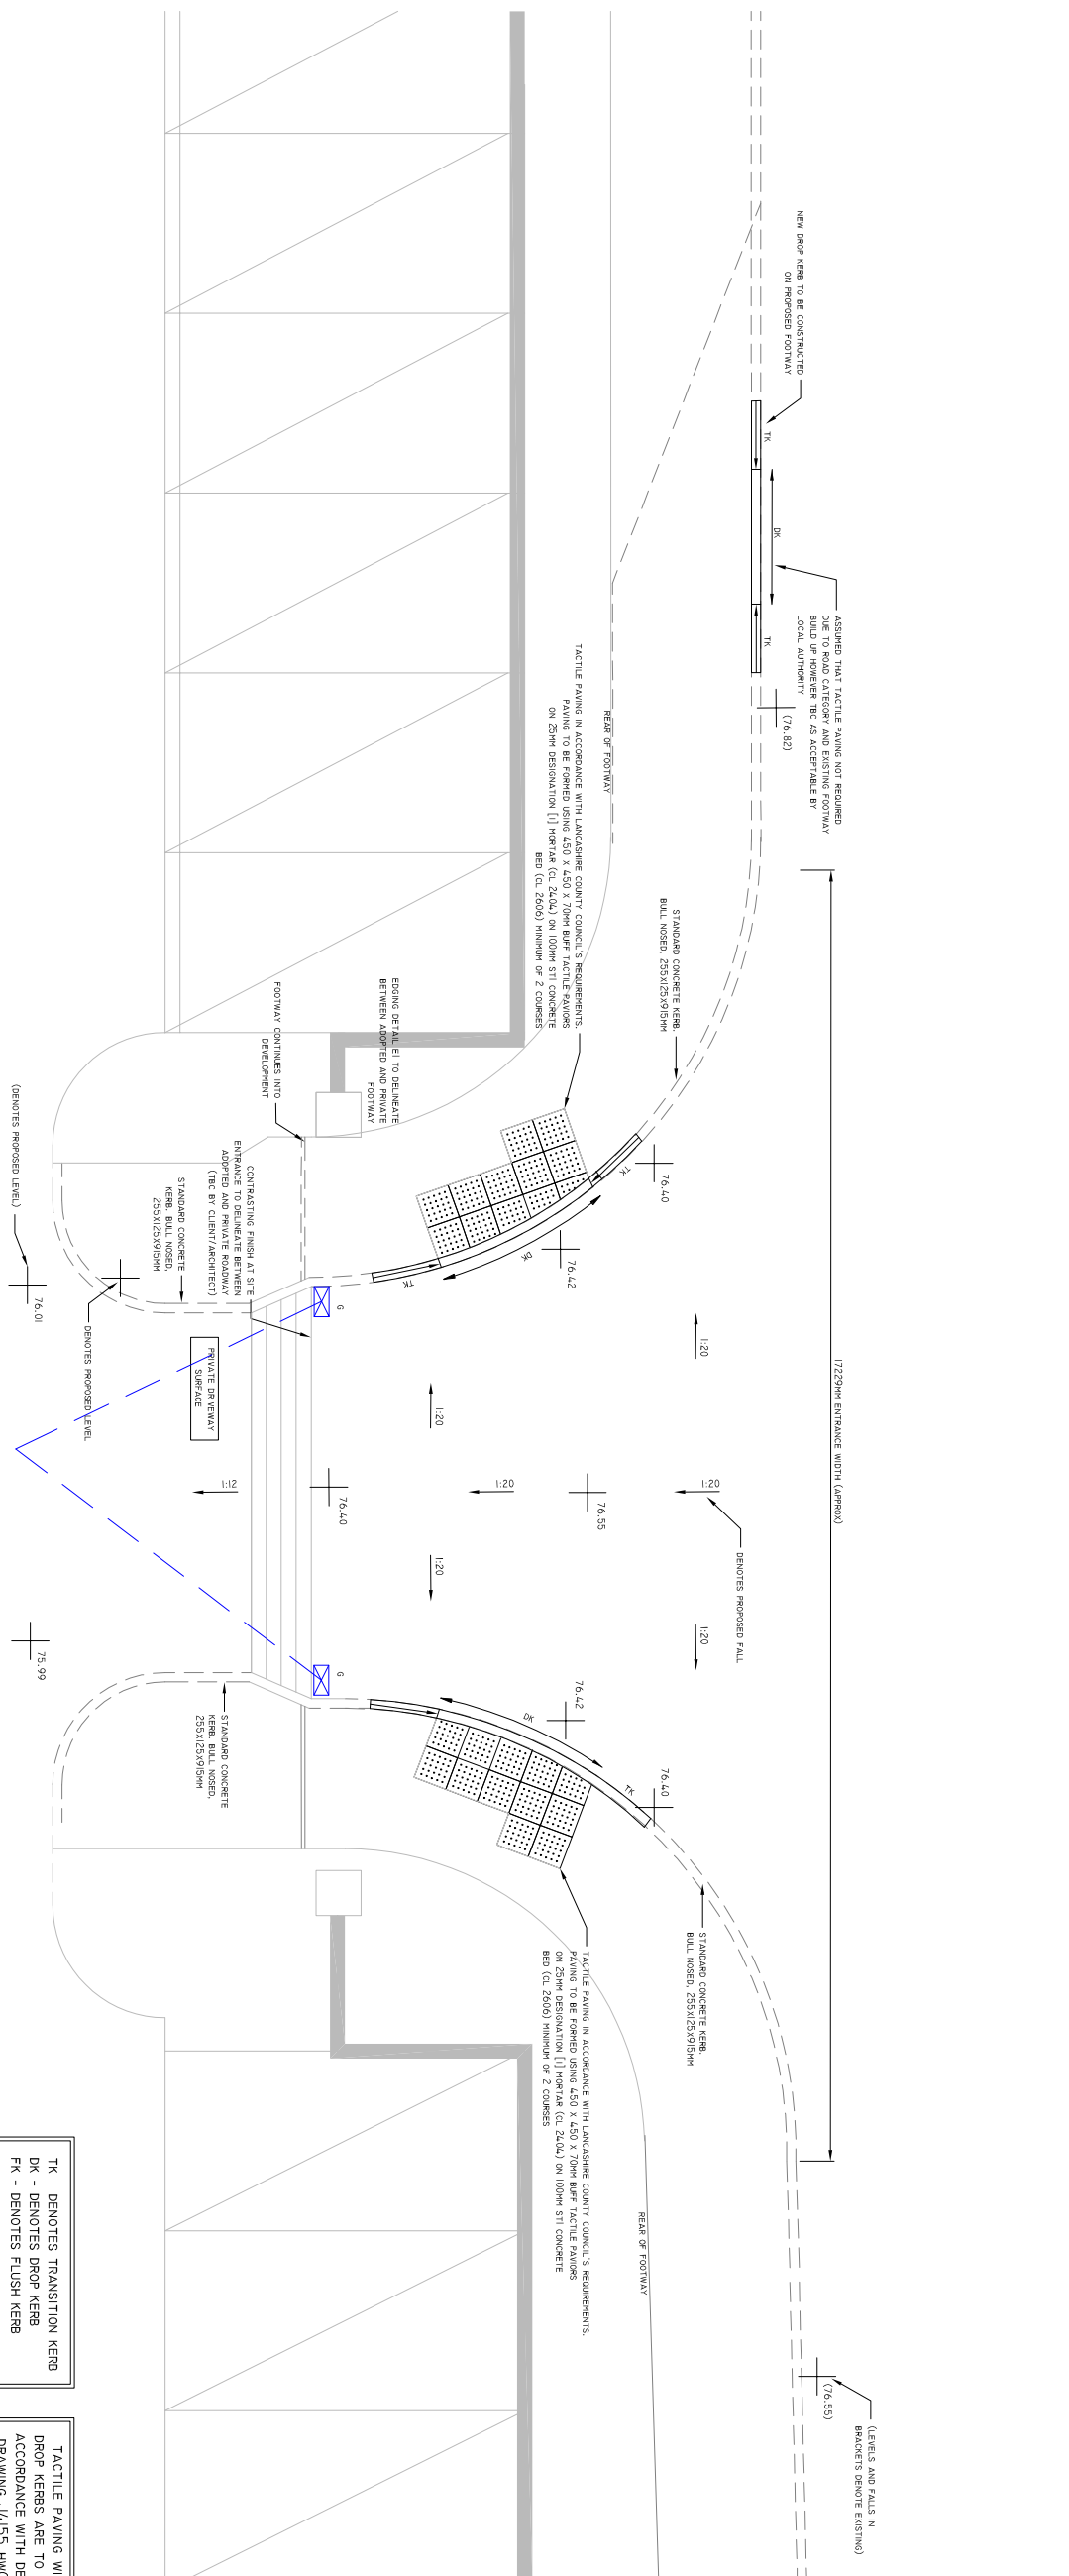 NEW DROP KERB TO BE CONSTRUCTED
ON PROPOSED FOOTWAY
TK
DK
TK
ASSUMED THAT TACTILE PAVING NOT REQUIRED
DUE TO ROAD CATEGORY AND EXISTING FOOTWAY
BUILD UP HOWEVER TBC AS ACCEPTABLE BY
LOCAL AUTHORITY
(76.82)
REAR OF FOOTWAY
TACTILE PAVING IN ACCORDANCE WITH LANCASHIRE COUNTY COUNCIL'S REQUIREMENTS.
PAVING TO BE FORMED USING 450 X 450 X 70MM BUFF TACTILE PAVIORS
ON 25MM DESIGNATION [I] MORTAR (CL 2404) ON 100MM ST1 CONCRETE
BED (CL 2606) MINIMUM OF 2 COURSES
STANDARD CONCRETE KERB.
BULL NOSED, 255X125X915MM
EDGING DETAIL E1 TO DELINEATE
BETWEEN ADOPTED AND PRIVATE
FOOTWAY
FOOTWAY CONTINUES INTO
DEVELOPMENT
CONTRASTING FINISH AT SITE
ENTRANCE TO DELINEATE BETWEEN
ADOPTED AND PRIVATE ROADWAY
(TBC BY CLIENT/ARCHITECT)
STANDARD CONCRETE
KERB. BULL NOSED,
255X125X915MM
(DENOTES PROPOSED LEVEL)
76.01
DENOTES PROPOSED LEVEL
TK
76.40
DK
76.42
TK
G
PRIVATE DRIVEWAY
SURFACE
1:20
1:20
17229MM ENTRANCE WIDTH (APPROX)
1:12
76.40
1:20
76.55
1:20
DENOTES PROPOSED FALL
1:20
1:20
75.99
G
STANDARD CONCRETE
KERB. BULL NOSED,
255X125X915MM
76.42
DK
TK
76.40
STANDARD CONCRETE KERB.
BULL NOSED, 255X125X915MM
TACTILE PAVING IN ACCORDANCE WITH LANCASHIRE COUNTY COUNCIL'S REQUIREMENTS.
PAVING TO BE FORMED USING 450 X 450 X 70MM BUFF TACTILE PAVIORS
ON 25MM DESIGNATION [I] MORTAR (CL 2404) ON 100MM ST1 CONCRETE
BED (CL 2606) MINIMUM OF 2 COURSES
REAR OF FOOTWAY
(76.55)
(LEVELS AND FALLS IN
BRACKETS DENOTE EXISTING)
TK - DENOTES TRANSITION KERB
DK - DENOTES DROP KERB
FK - DENOTES FLUSH KERB
TACTILE PAVING WI
DROP KERBS ARE TO
ACCORDANCE WITH DE
DRAWING